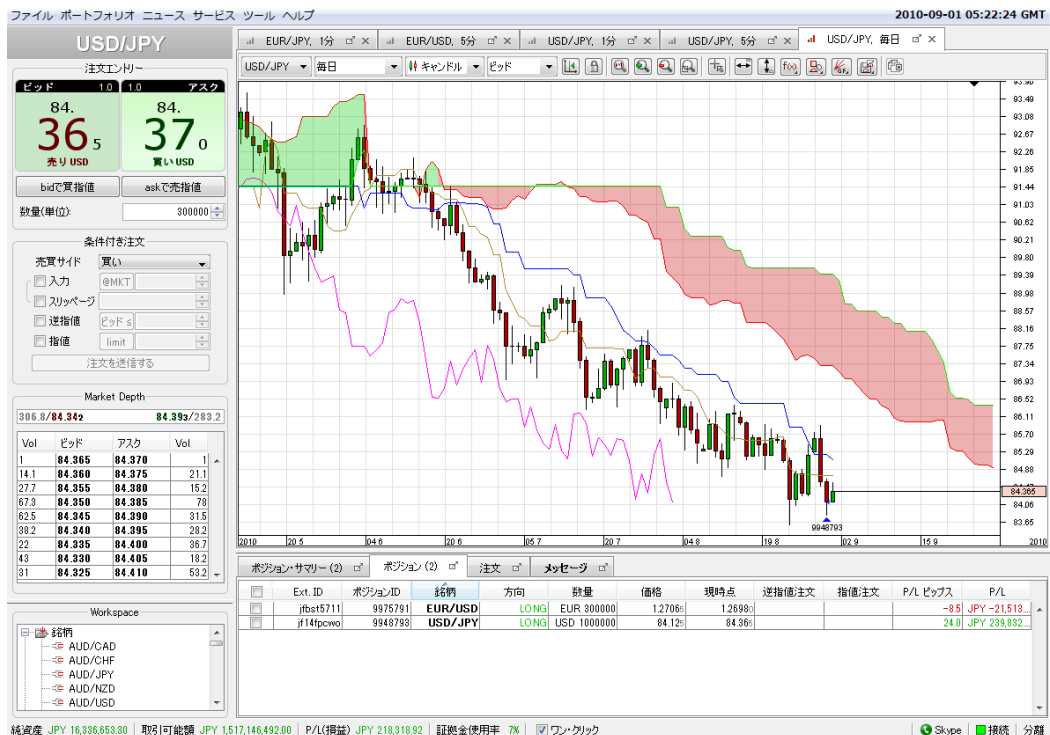 ファイル ポートフォリオ ニュース サービス ツール ヘルプ 2010-09-01 05:22:24 GMT
USD/JPY
EUR/JPY, 1分 EUR/USD, 5分 USD/JPY, 1分 USD/JPY, 5分 USD/JPY, 毎日
USD/JPY 毎日 キャンドル ビッド
注文エントリー
ビッド 1.0 1.0 アスク
84. 84.
36 5 37 0
売り USD 買い USD
bidで買指値 askで売指値
数量(単位): 300000
条件付き注文
売買サイド 買い
入力 @MKT
スリッページ
逆指値 ビッド ≤
指値 limit
注文を送信する
Market Depth
306.8/84.342 84.393/283.2
Vol ビッド アスク Vol
1 84.365 84.370 1
14.1 84.360 84.375 21.1
27.7 84.355 84.380 15.2
67.3 84.350 84.385 78
62.5 84.345 84.390 31.5
38.2 84.340 84.395 28.2
22 84.335 84.400 36.7
43 84.330 84.405 18.2
31 84.325 84.410 53.2
Workspace
銘柄
AUD/CAD
AUD/CHF
AUD/JPY
AUD/NZD
AUD/USD
93.90
93.49
93.08
92.67
92.26
91.85
91.44
91.03
90.62
90.21
89.80
89.39
88.98
88.57
88.16
87.75
87.34
86.93
86.52
86.11
85.70
85.29
84.88
84.365
84.06
83.65
9948793
2010 20 5 04 6 20 6 05 7 20 7 04 8 19 8 02 9 15 9 2010
ポジション・サマリー (2) ポジション (2) 注文 メッセージ
Ext. ID ポジションID 銘柄 方向 数量 価格 現時点 逆指値注文 指値注文 P/L ピップス P/L
jfbst5711 9975791 EUR/USD LONG EUR 300000 1.27065 1.26980 -8.5 JPY -21,513...
jf14fpcwo 9948793 USD/JPY LONG USD 1000000 84.125 84.365 24.0 JPY 239,832...
純資産 JPY 16,336,653.30 取引可能額 JPY 1,517,146,492.00 P/L(損益) JPY 218,318.92 証拠金使用率 7% ワン・クリック Skype 接続 分離